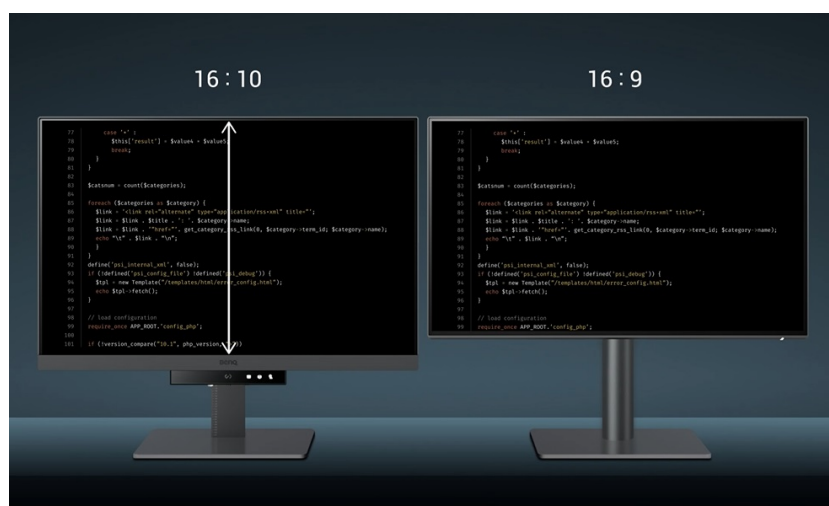 16:10
77 case '+' :
78 $this['result'] = $value4 + $value5;
79 break;
80 }
81 }
82
83 $catsnum = count($categories);
84
85 foreach ($categories as $category) {
86 $link = '<link rel="alternate" type="application/rss+xml" title="';
87 $link = $link . $title . ': '. $category->name;
88 $link = $link . '"href="'. get_category_rss_link(0, $category->term_id; $category->name);
89 echo "\t" . $link . "\n";
90 }
91 }
92 define('psi_internal_xml', false);
93 if (!defined('psi_config_file') !defined('psi_debug')) {
94 $tpl = new Template("/templates/html/error_config.html");
95 echo $tpl->fetch();
96 }
97
98 // load configuration
99 require_once APP_ROOT.'config_php';
100
101 if (!version_compare("30.1", php_version,
BenQ
16:9
77 case '+' :
78 $this['result'] = $value4 + $value5;
79 break;
80 }
81 }
82
83 $catsnum = count($categories);
84
85 foreach ($categories as $category) {
86 $link = '<link rel="alternate" type="application/rss+xml" title="';
87 $link = $link . $title . ': '. $category->name;
88 $link = $link . '"href="'. get_category_rss_link(0, $category->term_id; $category->name);
89 echo "\t" . $link . "\n";
90 }
91 }
92 define('psi_internal_xml', false);
93 if (!defined('psi_config_file') !defined('psi_debug')) {
94 $tpl = new Template("/templates/html/error_config.html");
95 echo $tpl->fetch();
96 }
97
98 // load configuration
99 require_once APP_ROOT.'config_php';